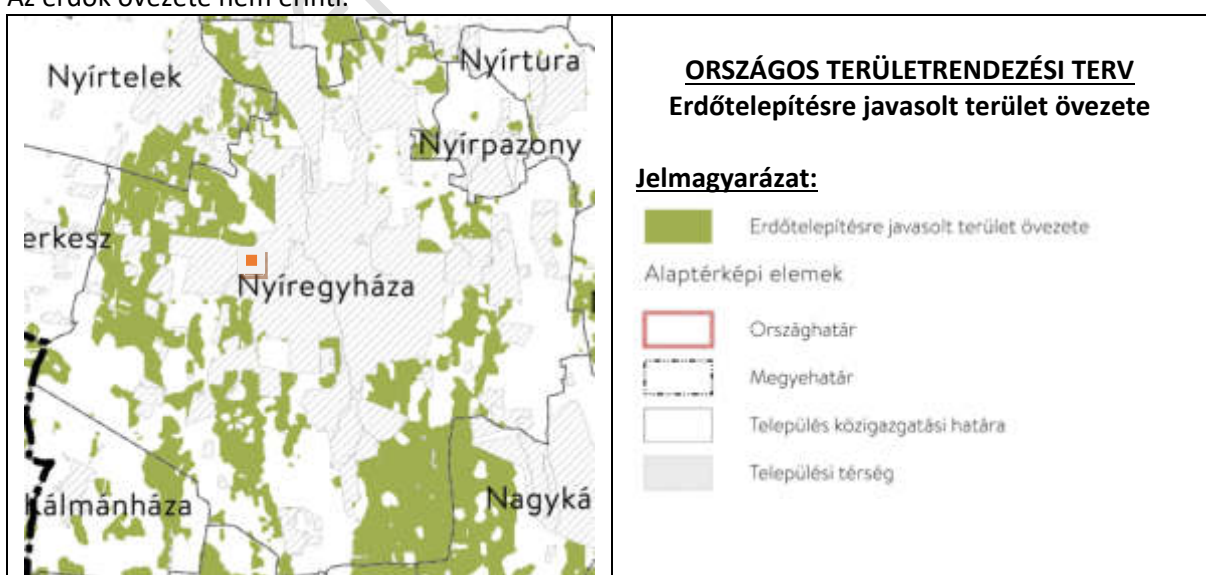 Az erdők övezete nem érinti.
Nyírtelek
Nyírtura
Nyírpazony
erkesz
Nyíregyháza
Kálmánháza
Nagyká
ORSZÁGOS TERÜLETRENDEZÉSI TERV
Erdőtelepítésre javasolt terület övezete
Jelmagyarázat:
Erdőtelepítésre javasolt terület övezete
Alaptérképi elemek
Országhatár
Megyehatár
Település közigazgatási határa
Települési térség